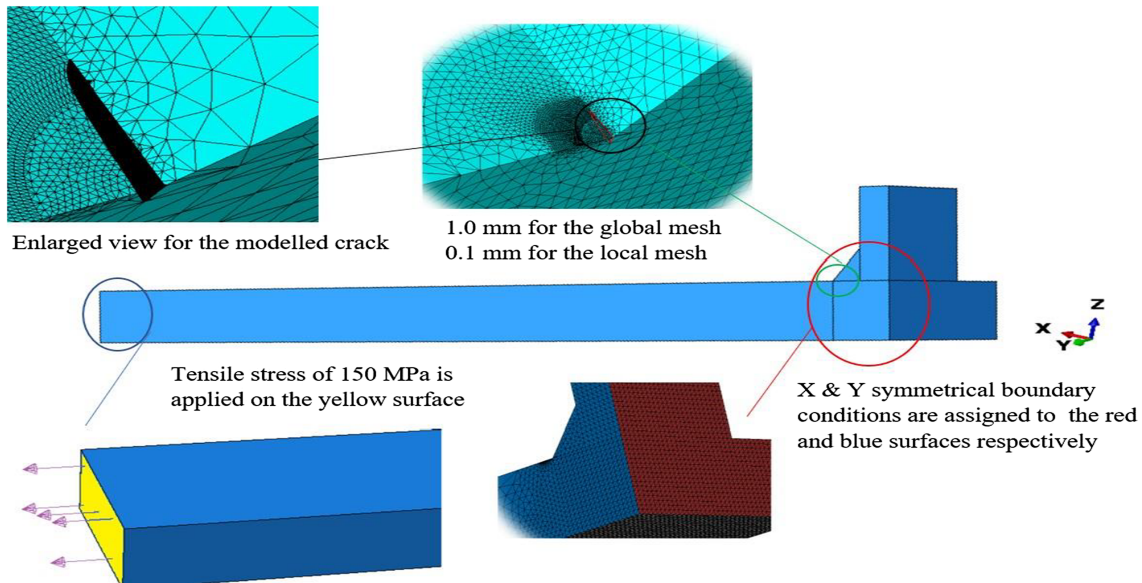 Enlarged view for the modelled crack
1.0 mm for the global mesh
0.1 mm for the local mesh
Z
X
Y
Tensile stress of 150 MPa is
applied on the yellow surface
X & Y symmetrical boundary
conditions are assigned to the red
and blue surfaces respectively